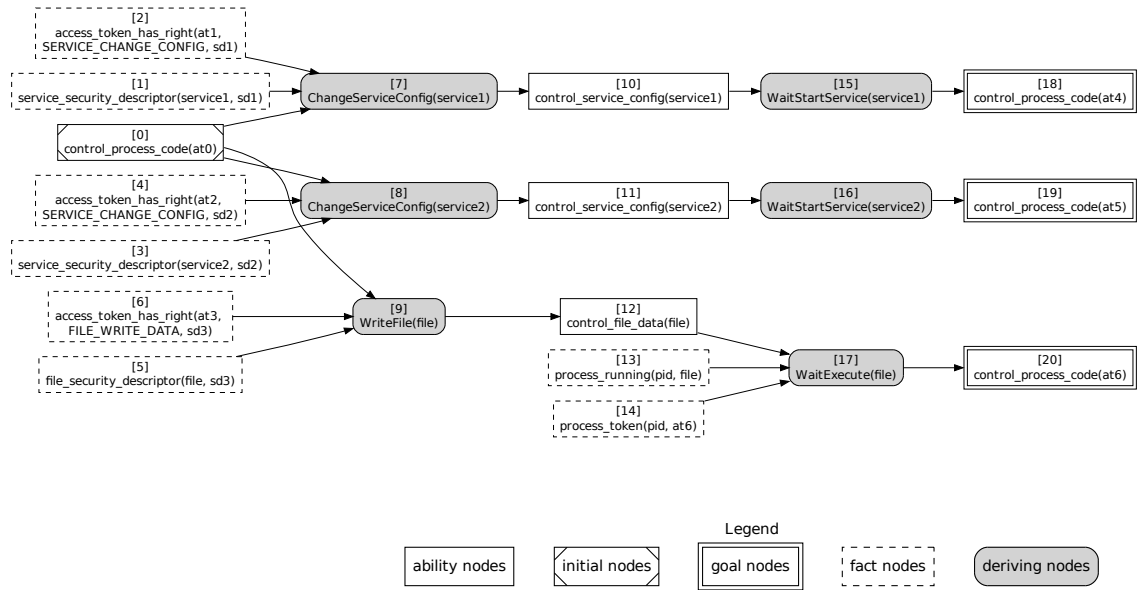 [2]
access_token_has_right(at1,
SERVICE_CHANGE_CONFIG, sd1)
[1]
service_security_descriptor(service1, sd1)
[0]
control_process_code(at0)
[7]
ChangeServiceConfig(service1)
[10]
control_service_config(service1)
[15]
WaitStartService(service1)
[18]
control_process_code(at4)
[4]
access_token_has_right(at2,
SERVICE_CHANGE_CONFIG, sd2)
[3]
service_security_descriptor(service2, sd2)
[8]
ChangeServiceConfig(service2)
[11]
control_service_config(service2)
[16]
WaitStartService(service2)
[19]
control_process_code(at5)
[6]
access_token_has_right(at3,
FILE_WRITE_DATA, sd3)
[5]
file_security_descriptor(file, sd3)
[9]
WriteFile(file)
[12]
control_file_data(file)
[13]
process_running(pid, file)
[14]
process_token(pid, at6)
[17]
WaitExecute(file)
[20]
control_process_code(at6)
Legend
ability nodes
initial nodes
goal nodes
fact nodes
deriving nodes